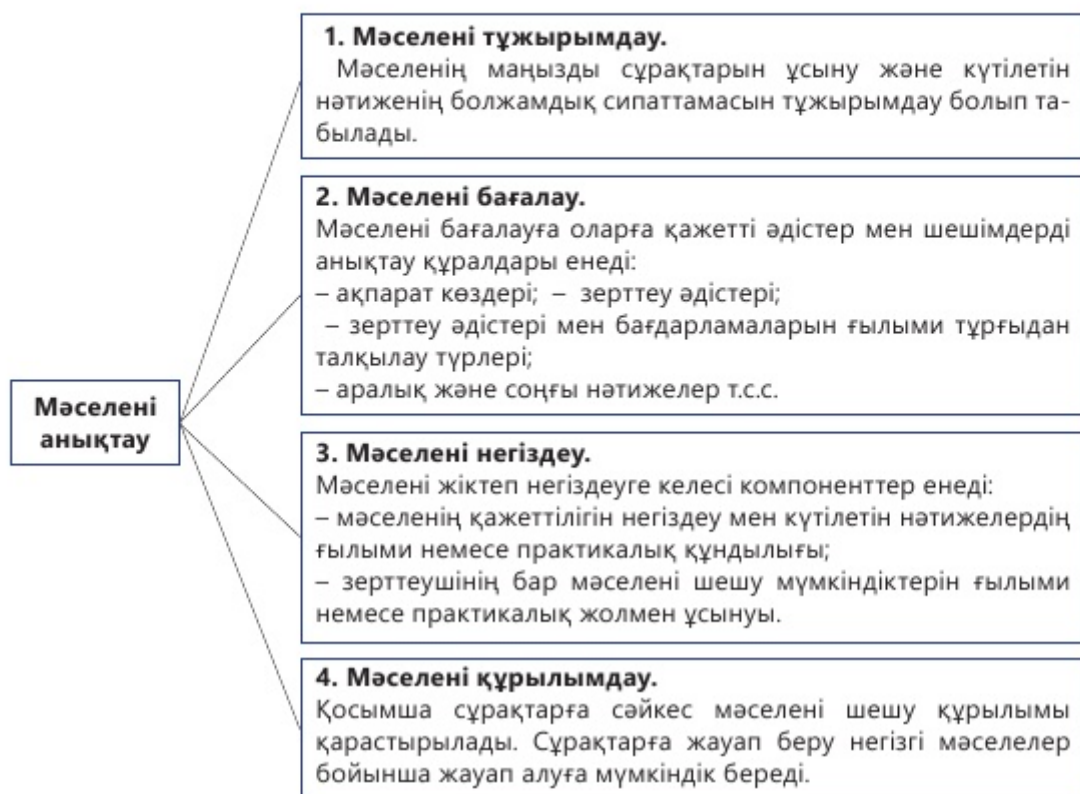 1. Мәселені тұжырымдау.
Мәселенің маңызды сұрақтарын ұсыну және күтілетін
нәтиженің болжамдық сипаттамасын тұжырымдау болып та-
былады.
2. Мәселені бағалау.
Мәселені бағалауға оларға қажетті әдістер мен шешімдерді
анықтау құралдары енеді:
– ақпарат көздері; – зерттеу әдістері;
– зерттеу әдістері мен бағдарламаларын ғылыми тұрғыдан
талқылау түрлері;
– аралық және соңғы нәтижелер т.с.с.
Мәселені
анықтау
3. Мәселені негіздеу.
Мәселені жіктеп негіздеуге келесі компоненттер енеді:
– мәселенің қажеттілігін негіздеу мен күтілетін нәтижелердің
ғылыми немесе практикалық құндылығы;
– зерттеушінің бар мәселені шешу мүмкіндіктерін ғылыми
немесе практикалық жолмен ұсынуы.
4. Мәселені құрылымдау.
Қосымша сұрақтарға сәйкес мәселені шешу құрылымы
қарастырылады. Сұрақтарға жауап беру негізгі мәселелер
бойынша жауап алуға мүмкіндік береді.